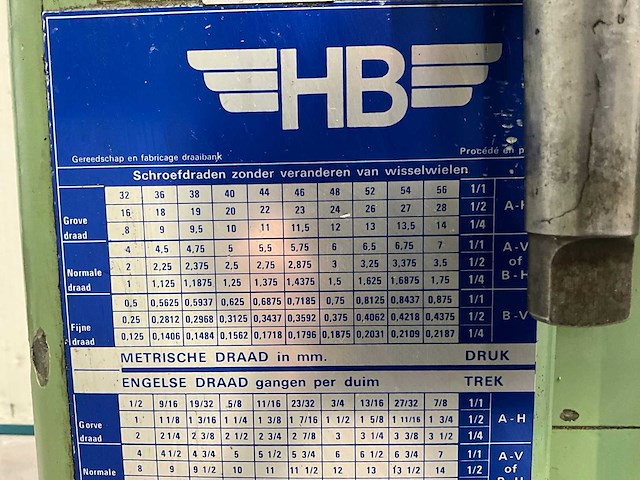 HB
Gereedschap en fabricage draaibank
Procédé en p
Schroefdraden zonder veranderen van wisselwielen
32 36 38 40 44 46 48 52 54 56 1/1
16 18 19 20 22 23 24 26 27 28 1/2 A-H
Grove draad 8 9 9,5 10 11 11,5 12 13 13,5 14 1/4
4 4,5 4,75 5 5,5 5,75 6 6,5 6,75 7 1/1 A-V
Normale 2 2,25 2,375 2,5 2,75 2,875 3 3,25 3,375 3,5 1/2 of
draad 1 1,125 1,1875 1,25 1,375 1,4375 1,5 1,625 1,6875 1,75 1/4 B-H
0,5 0,5625 0,5937 0,625 0,6875 0,7185 0,75 0,8125 0,8437 0,875 1/1
Fijne 0,25 0,2812 0,2968 0,3125 0,3437 0,3592 0,375 0,4062 0,4218 0,4375 1/2 B-V
draad 0,125 0,1406 0,1484 0,1562 0,1718 0,1796 0,1875 0,2031 0,2109 0,2187 1/4
METRISCHE DRAAD in mm. DRUK
ENGELSE DRAAD gangen per duim TREK
1/2 9/16 19/32 5/8 11/16 23/32 3/4 13/16 27/32 7/8 1/1
Gorve 1 1 1/8 1 3/16 1 1/4 1 3/8 1 7/16 1 1/2 1 5/8 1 11/16 1 3/4 1/2 A-H
draad 2 2 1/4 2 3/8 2 1/2 2 3/4 2 7/8 3 3 1/4 3 3/8 3 1/2 1/4
4 4 1/2 4 3/4 5 5 1/2 5 3/4 6 6 1/2 6 3/4 7 1/1 A-V
Normale 8 9 9 1/2 10 11 11 1/2 12 13 13 1/2 14 1/2 of